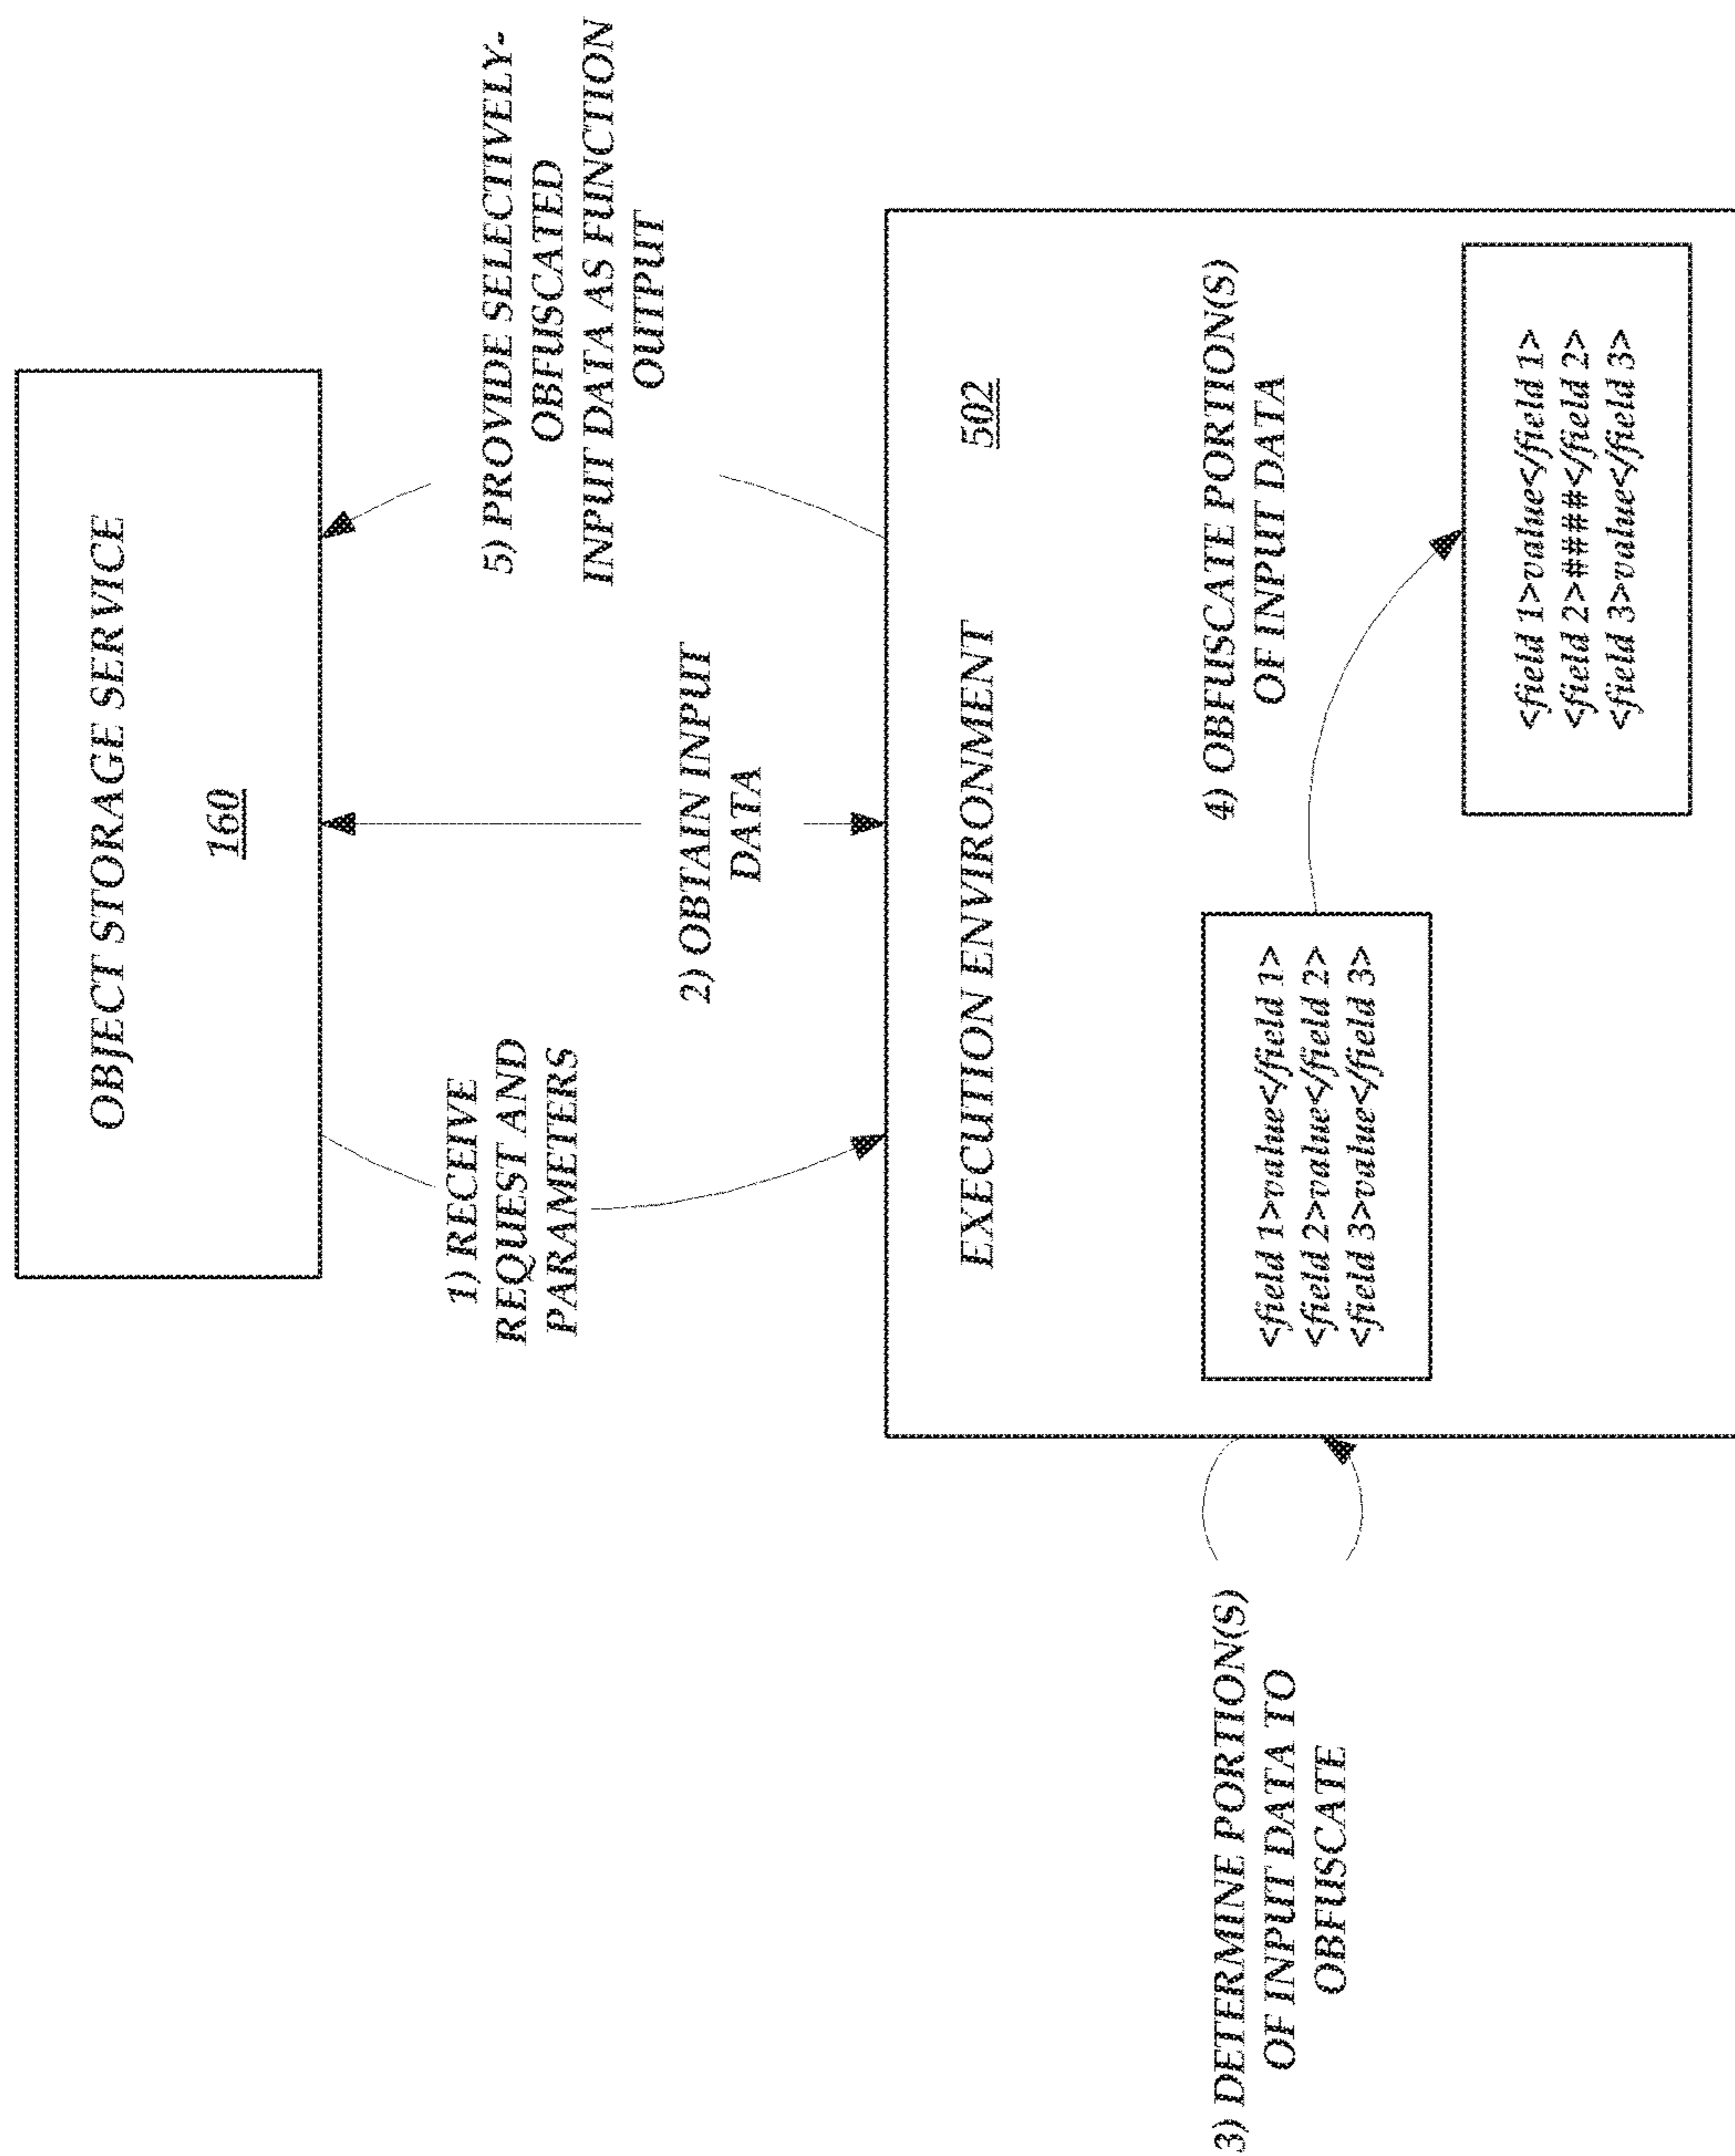 OBJECT STORAGE SERVICE
160
1) RECEIVE
REQUEST AND
PARAMETERS
2) OBTAIN INPUT
DATA
5) PROVIDE SELECTIVELY-
OBFUSCATED
INPUT DATA AS FUNCTION
OUTPUT
EXECUTION ENVIRONMENT
502
3) DETERMINE PORTION(S)
OF INPUT DATA TO
OBFUSCATE
<field 1>value</field 1>
<field 2>value</field 2>
<field 3>value</field 3>
4) OBFUSCATE PORTION(S)
OF INPUT DATA
<field 1>value</field 1>
<field 2>####</field 2>
<field 3>value</field 3>